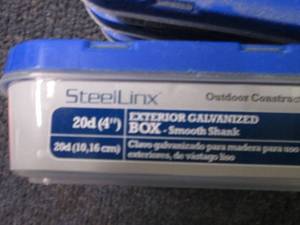 SteelLinx
Outdoor Construc
20d (4")
EXTERIOR GALVANIZED
BOX - Smooth Shank
20d (10,16 cm)
Clavo galvanizado para madera para uso
exteriores, de vástago liso